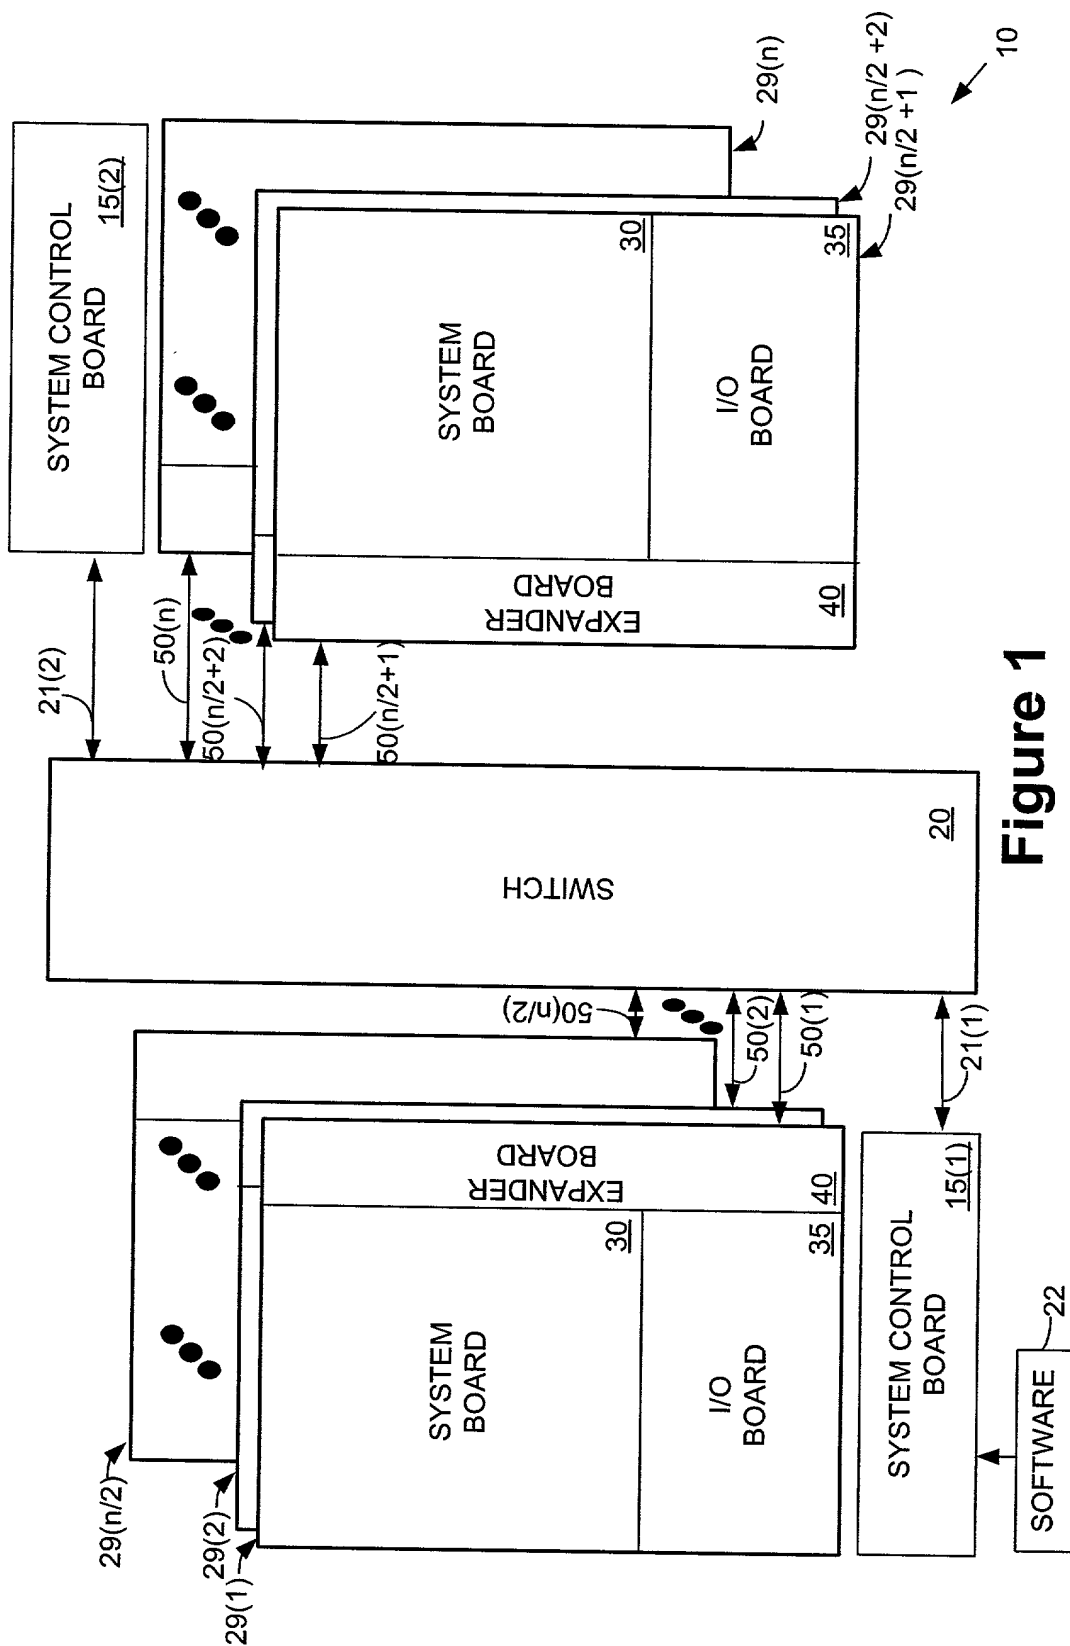 29(n/2)
29(2)
29(1)
SYSTEM
BOARD
30
I/O
BOARD
35
EXPANDER
BOARD
40
SYSTEM CONTROL
BOARD
15(1)
SOFTWARE
22
50(n/2)
50(2)
50(1)
21(1)
SWITCH
20
21(2)
50(n)
50(n/2+2)
50(n/2+1)
SYSTEM CONTROL
BOARD
15(2)
EXPANDER
BOARD
40
SYSTEM
BOARD
30
I/O
BOARD
35
29(n)
29(n/2 +2)
29(n/2 +1 )
10
Figure 1